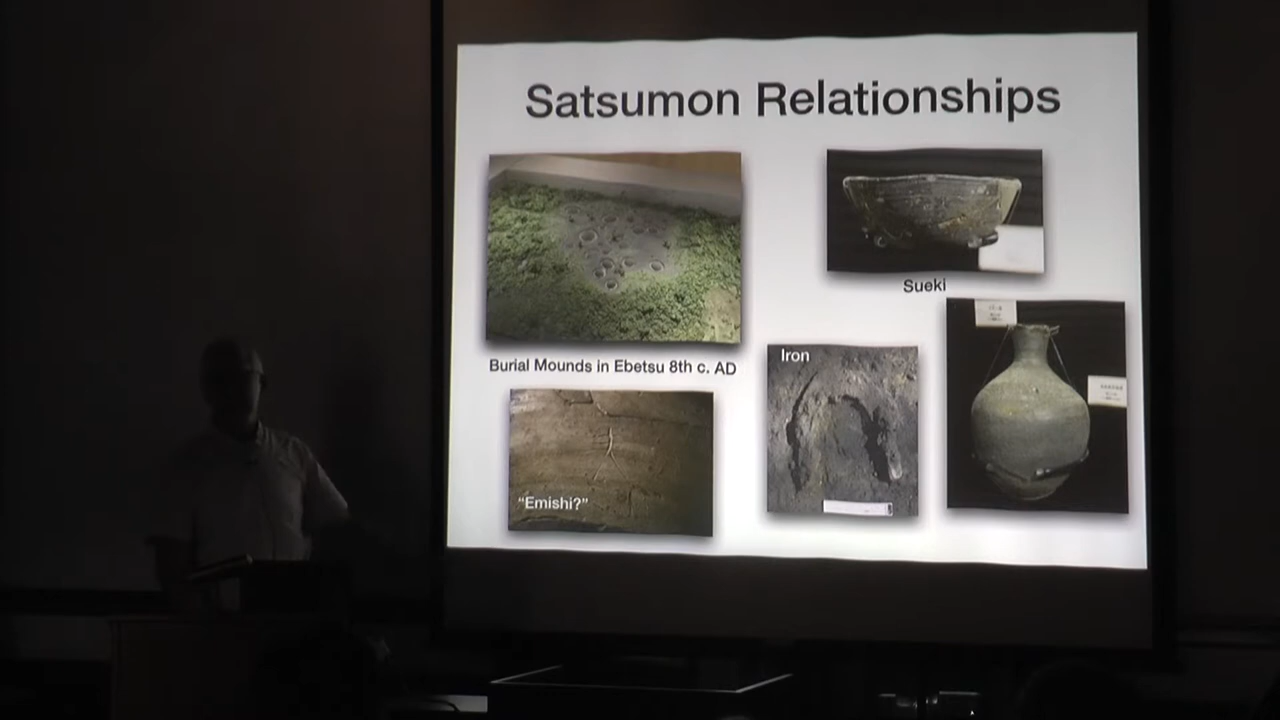 Satsumon Relationships
Burial Mounds in Ebetsu 8th c. AD
Sueki
Iron
“Emishi?”